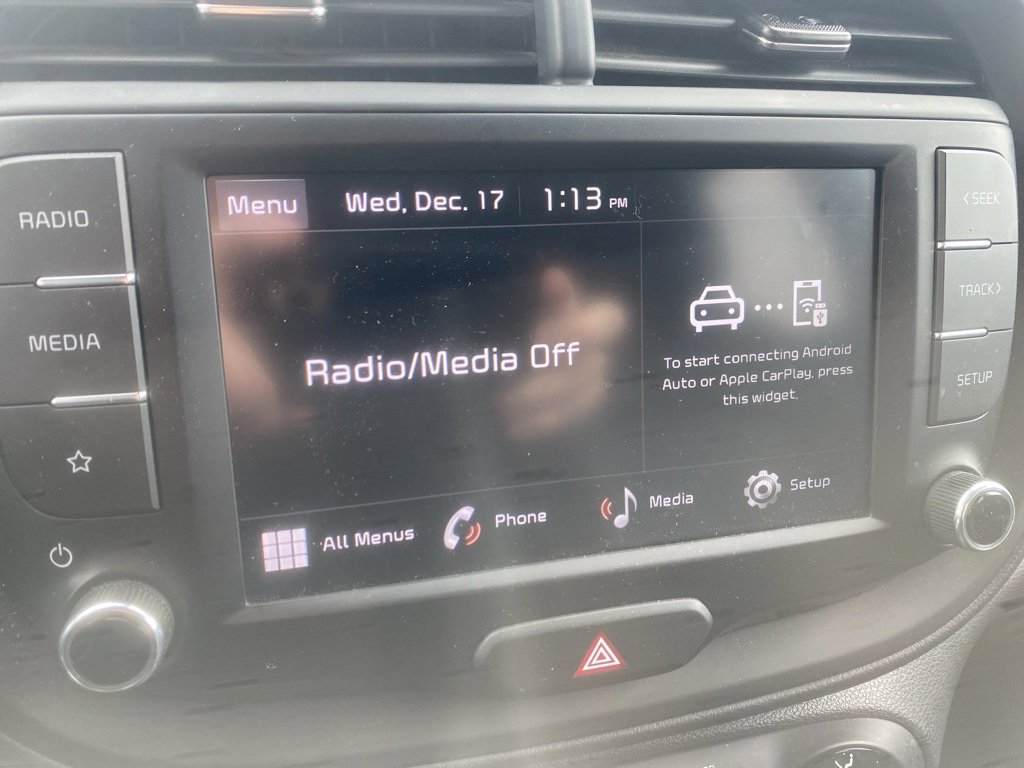 RADIO
MEDIA
Menu
Wed, Dec. 17
1:13 PM
Radio/Media Off
To start connecting Android
Auto or Apple CarPlay, press
this widget.
All Menus
Phone
Media
Setup
< SEEK
TRACK >
SETUP